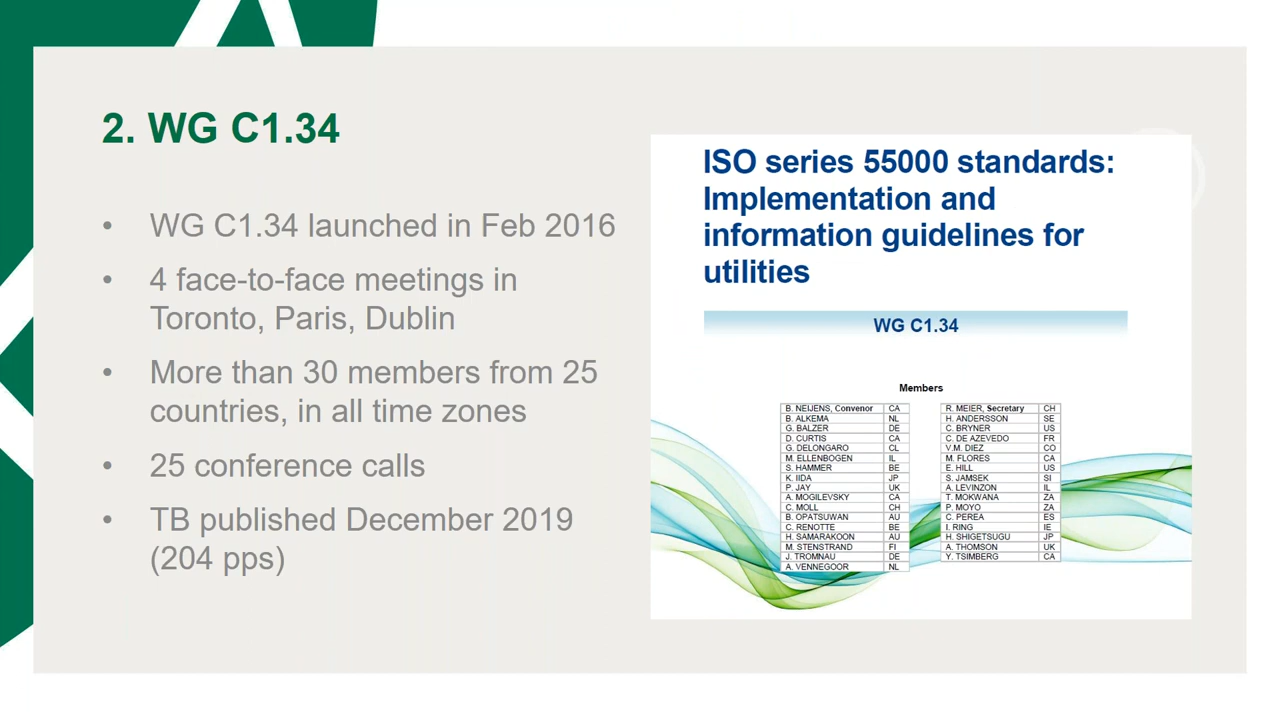 2. WG C1.34
• WG C1.34 launched in Feb 2016
• 4 face-to-face meetings in
Toronto, Paris, Dublin
• More than 30 members from 25
countries, in all time zones
• 25 conference calls
• TB published December 2019
(204 pps)
ISO series 55000 standards:
Implementation and
information guidelines for
utilities
WG C1.34
Members
B. NEIJENS, Convenor CA
B. ALKEMA NL
G. BALZER DE
D. CURTIS CA
G. DELONGARO CL
M. ELLENBOGEN IL
S. HAMMER BE
K. IIDA JP
P. JAY UK
A. MOGILEVSKY CA
C. MOLL CH
B. OPATSUWAN AU
C. RENOTTE BE
H. SAMARAKOON AU
M. STENSTRAND FI
J. TROMNAU DE
A. VENNEGOOR NL
R. MEIER, Secretary CH
H. ANDERSSON SE
C. BRYNER US
C. DE AZEVEDO FR
V.M. DIEZ CO
M. FLORES CA
E. HILL US
S. JAMSEK SI
A. LEVINZON IL
T. MOKWANA ZA
P. MOYO ZA
C. PEREA ES
I. RING IE
H. SHIGETSUGU JP
A. THOMSON UK
Y. TSIMBERG CA